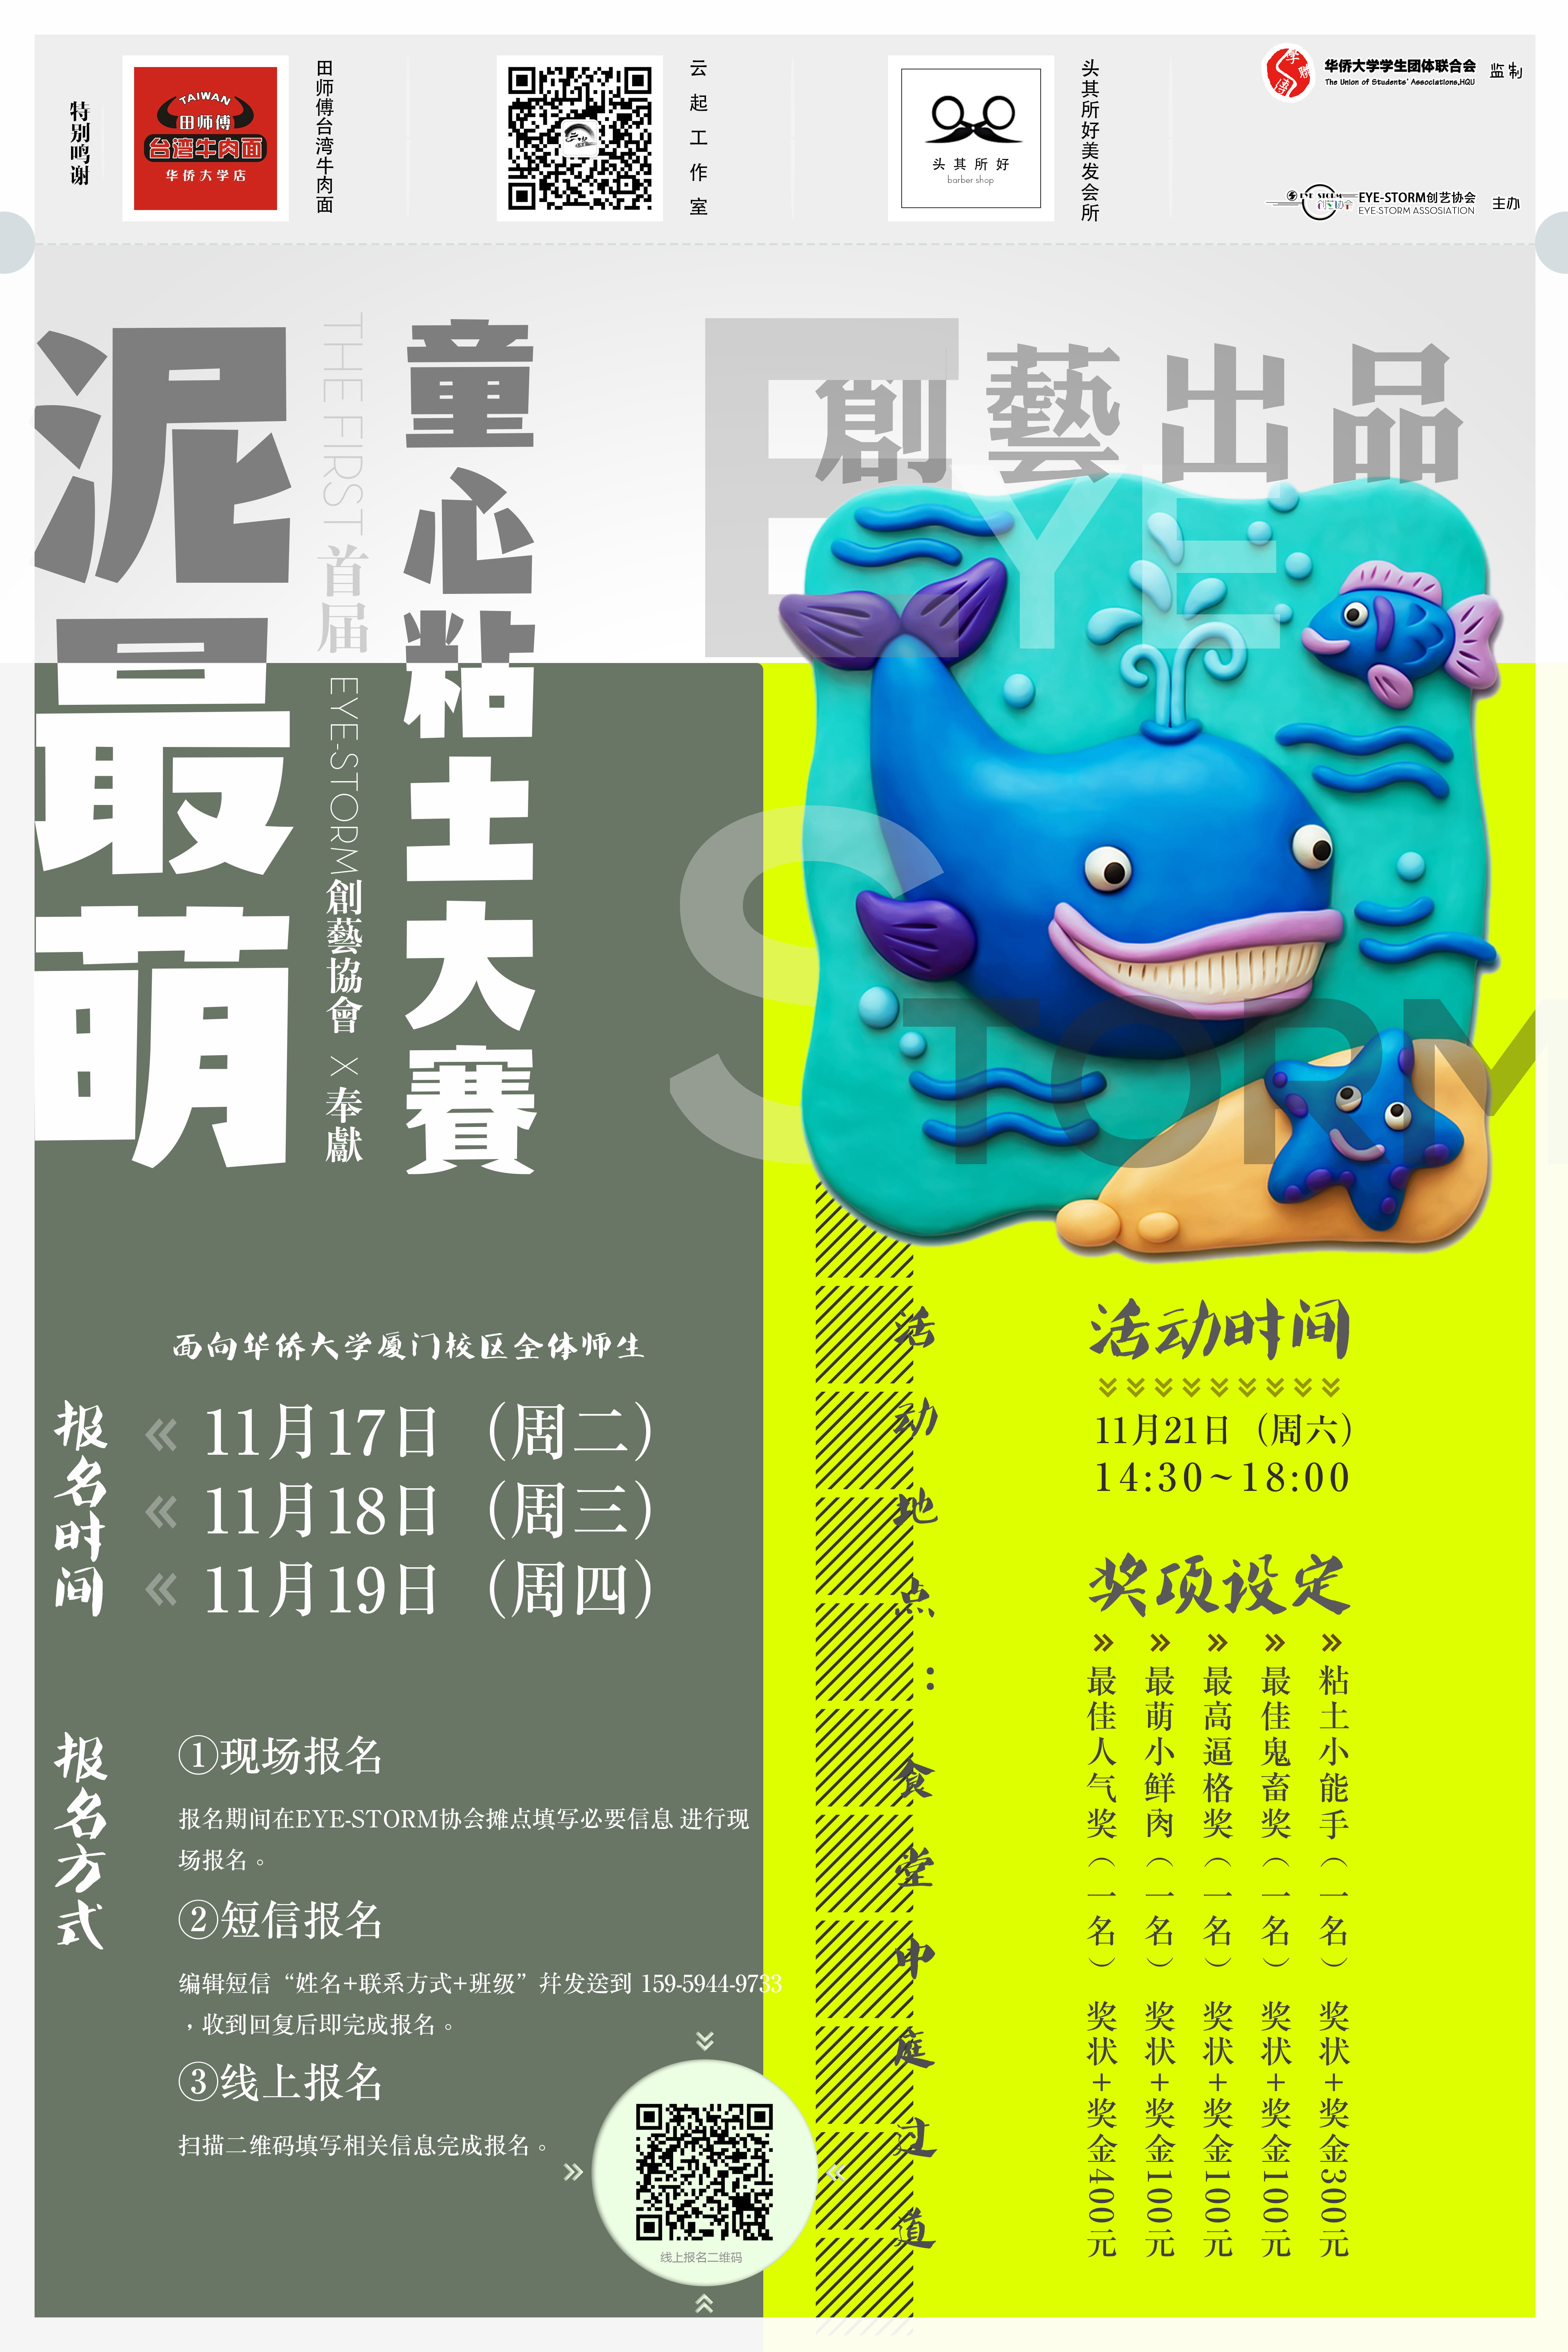 特别鸣谢
TAIWAN
田师傅
台湾牛肉面
华侨大学店
田师傅台湾牛肉面
云起工作室
头其所好
barber shop
头其所好美发会所
华侨大学学生团体联合会
The Union of Students' Associations,HQU
监制
EYE-STORM创艺协会
EYE-STORM ASSOSIATION
主办
泥最萌
THE FIRST 首届 EYE-STORM創藝協會 X 奉獻
童心粘土大賽
創藝出品
EYE
STORM
面向华侨大学厦门校区全体师生
报名时间
11月17日（周二）
11月18日（周三）
11月19日（周四）
报名方式
①现场报名
报名期间在EYE-STORM协会摊点填写必要信息 进行现
场报名。
②短信报名
编辑短信“姓名+联系方式+班级”并发送到 159-5944-9733
，收到回复后即完成报名。
③线上报名
扫描二维码填写相关信息完成报名。
线上报名二维码
活动地点：食堂中庭过道
活动时间
11月21日（周六）
14:30~18:00
奖项设定
最佳人气奖（一名） 奖状+奖金400元
最萌小鲜肉（一名） 奖状+奖金100元
最高逼格奖（一名） 奖状+奖金100元
最佳鬼畜奖（一名） 奖状+奖金100元
粘土小能手（一名） 奖状+奖金300元